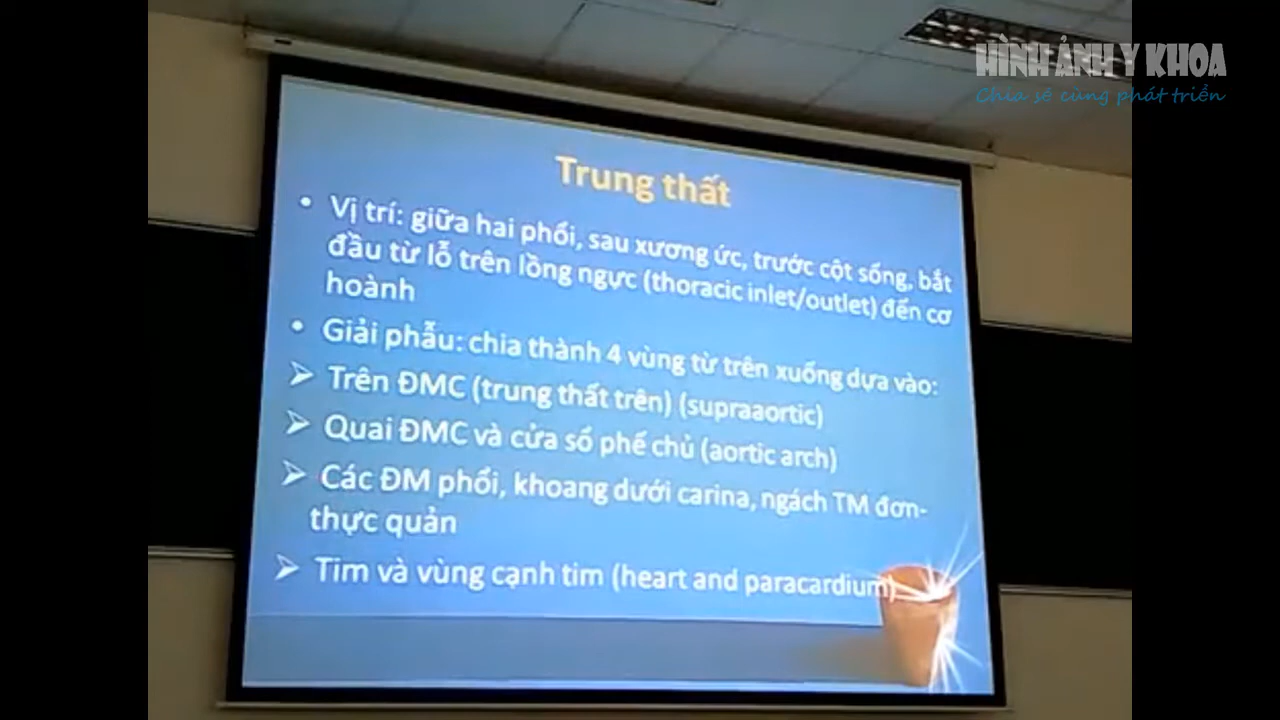 HÌNH ẢNH Y KHOA
Chia sẻ cùng phát triển
Trung thất
• Vị trí: giữa hai phổi, sau xương ức, trước cột sống, bắt
đầu từ lỗ trên lồng ngực (thoracic inlet/outlet) đến cơ
hoành
• Giải phẫu: chia thành 4 vùng từ trên xuống dựa vào:
➢ Trên ĐMC (trung thất trên) (supraaortic)
➢ Quai ĐMC và cửa sổ phế chủ (aortic arch)
➢ Các ĐM phổi, khoang dưới carina, ngách TM đơn-
thực quản
➢ Tim và vùng cạnh tim (heart and paracardium)